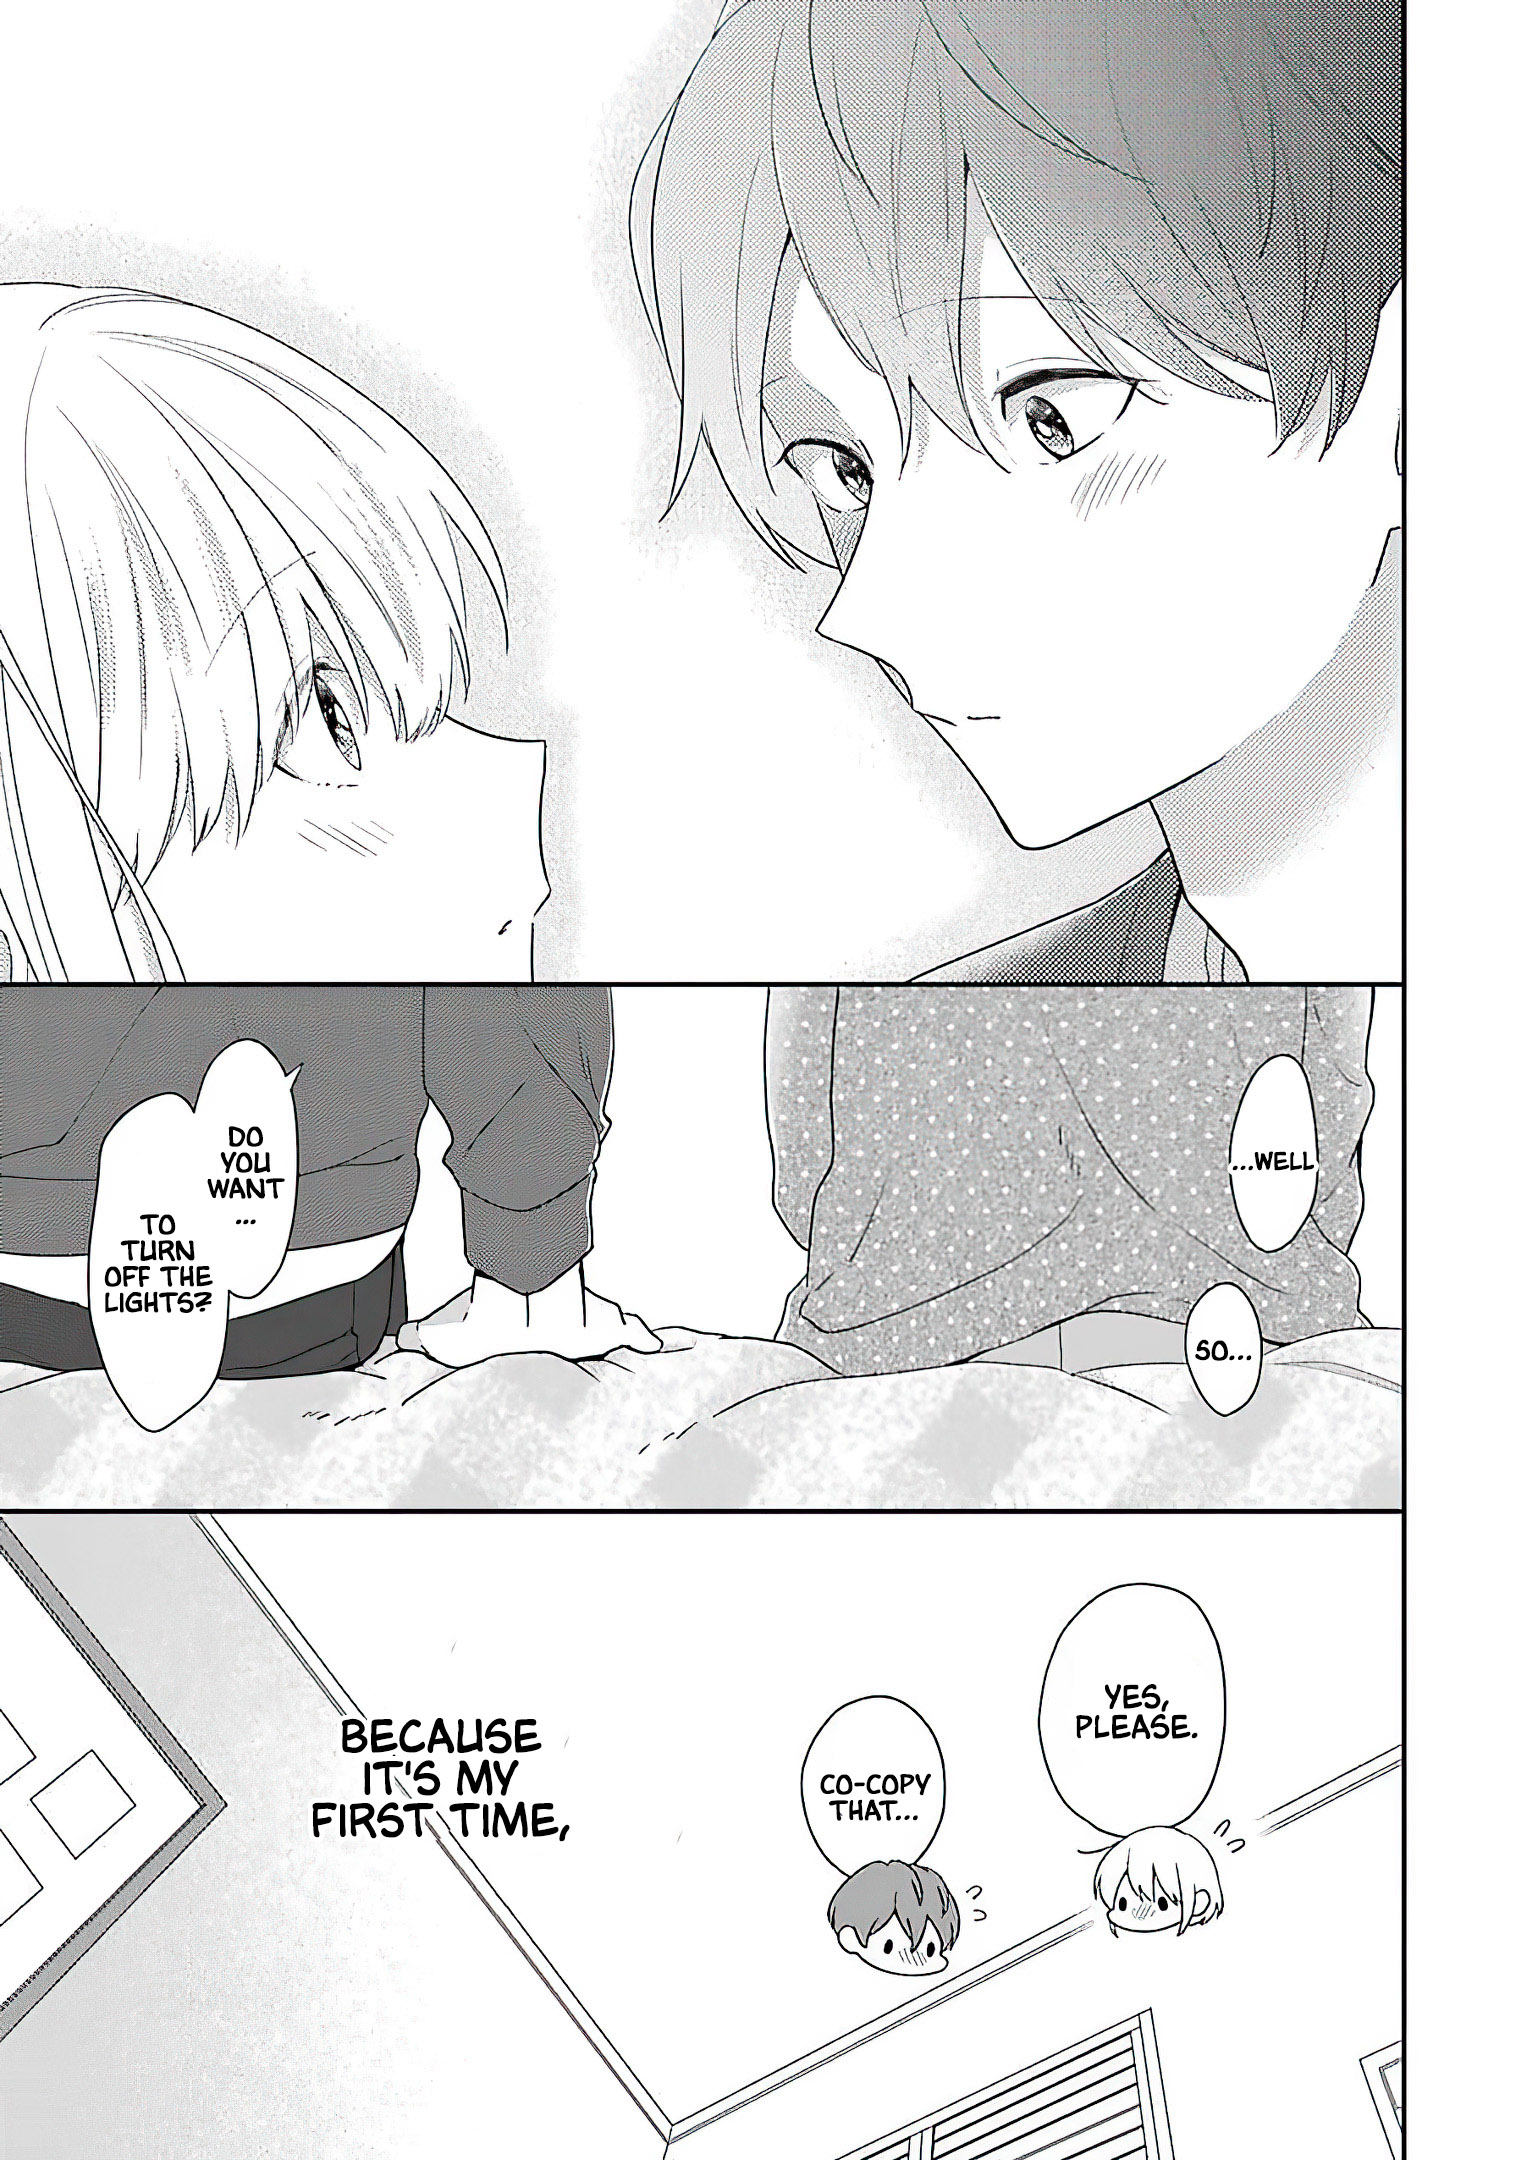 ...WELL
SO...
DO
YOU
WANT
...
TO
TURN
OFF THE
LIGHTS?
YES,
PLEASE.
CO-COPY
THAT...
BECAUSE
IT'S MY
FIRST TIME,